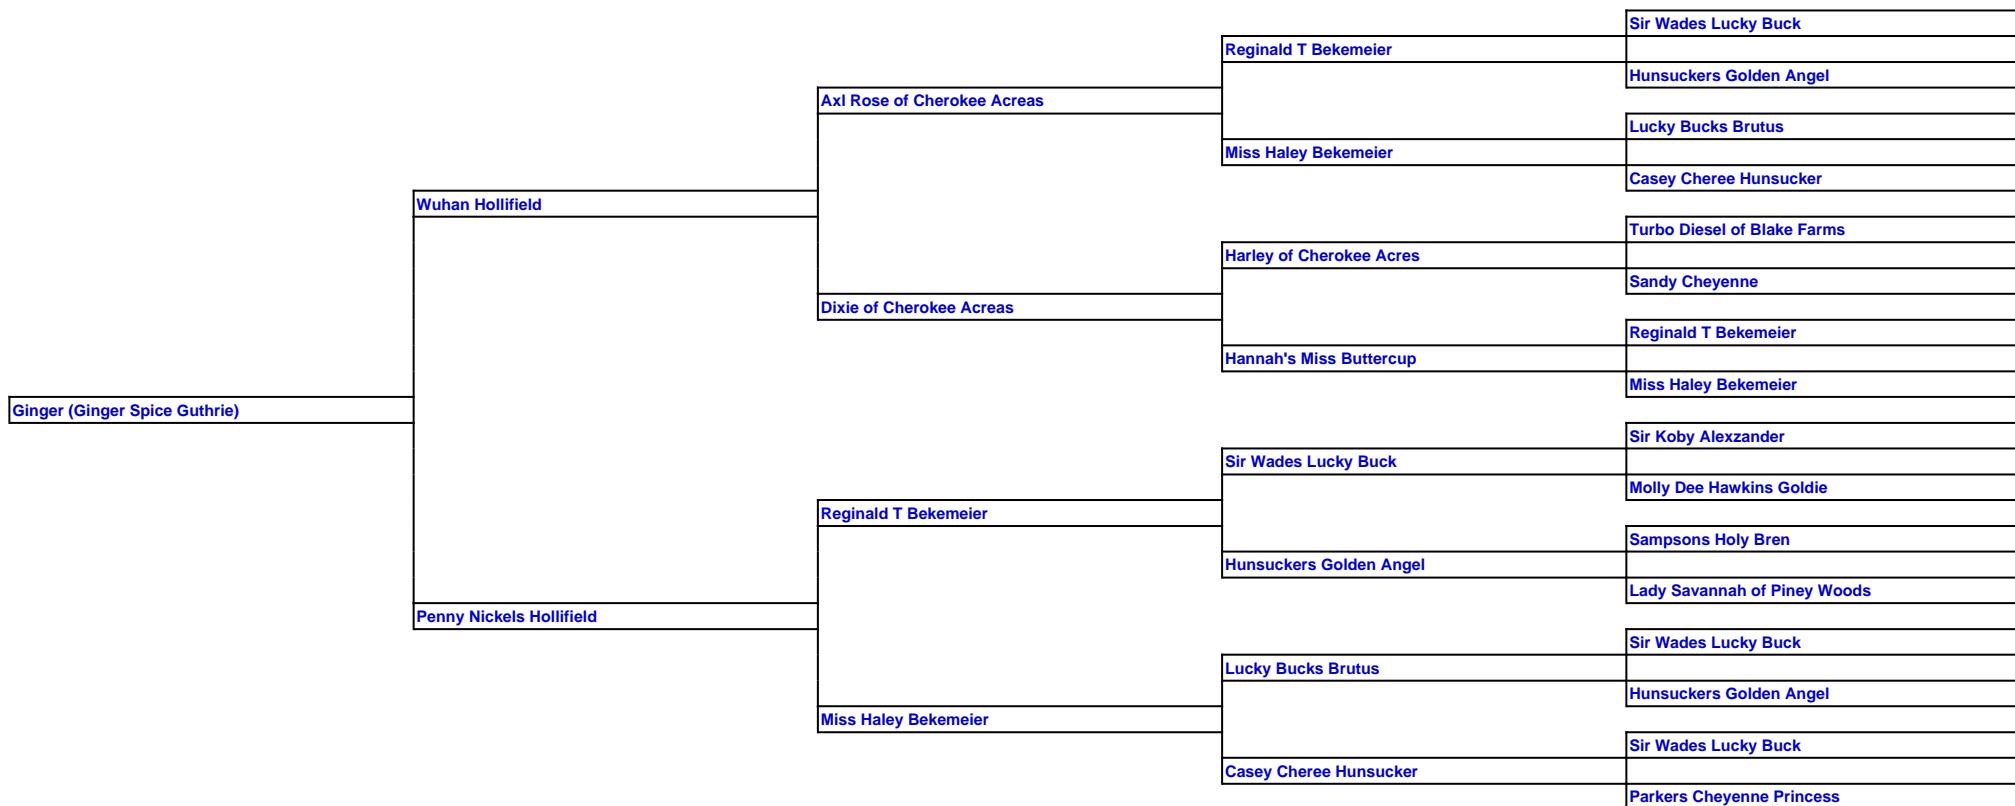 Sir Wades Lucky Buck
Reginald T Bekemeier
Hunsuckers Golden Angel
Axl Rose of Cherokee Acreas
Lucky Bucks Brutus
Miss Haley Bekemeier
Casey Cheree Hunsucker
Wuhan Hollifield
Turbo Diesel of Blake Farms
Harley of Cherokee Acres
Sandy Cheyenne
Dixie of Cherokee Acreas
Reginald T Bekemeier
Hannah's Miss Buttercup
Miss Haley Bekemeier
Ginger (Ginger Spice Guthrie)
Sir Koby Alexzander
Sir Wades Lucky Buck
Molly Dee Hawkins Goldie
Reginald T Bekemeier
Sampsons Holy Bren
Hunsuckers Golden Angel
Lady Savannah of Piney Woods
Penny Nickels Hollifield
Sir Wades Lucky Buck
Lucky Bucks Brutus
Hunsuckers Golden Angel
Miss Haley Bekemeier
Sir Wades Lucky Buck
Casey Cheree Hunsucker
Parkers Cheyenne Princess